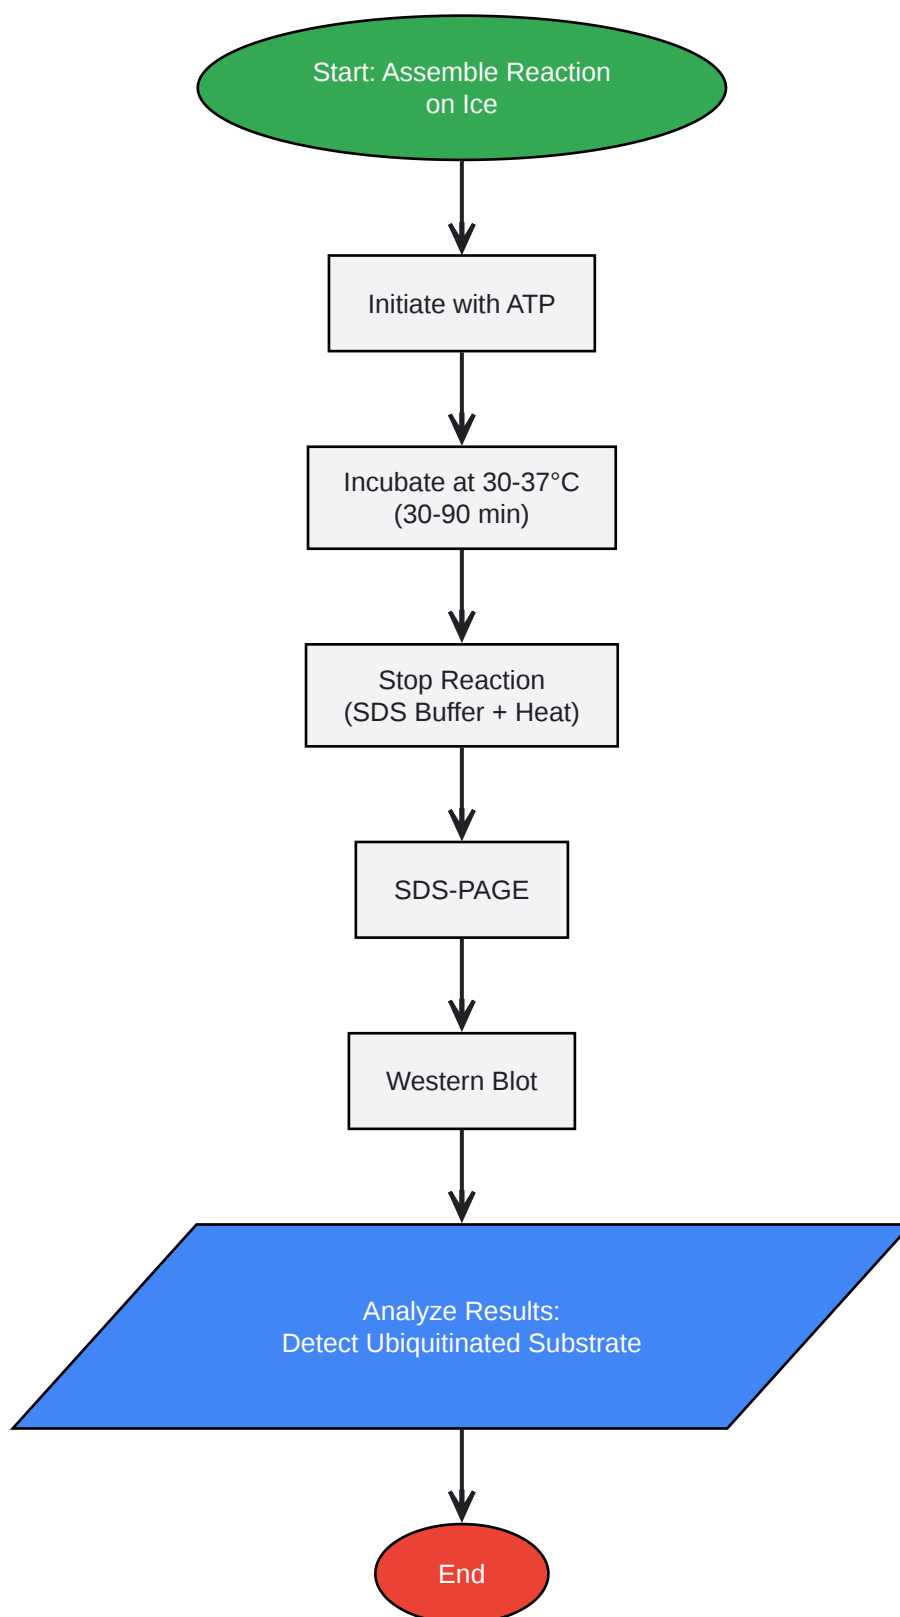 Start: Assemble Reaction
on Ice
Initiate with ATP
Incubate at 30-37°C
(30-90 min)
Stop Reaction
(SDS Buffer + Heat)
SDS-PAGE
Western Blot
Analyze Results:
Detect Ubiquitinated Substrate
End